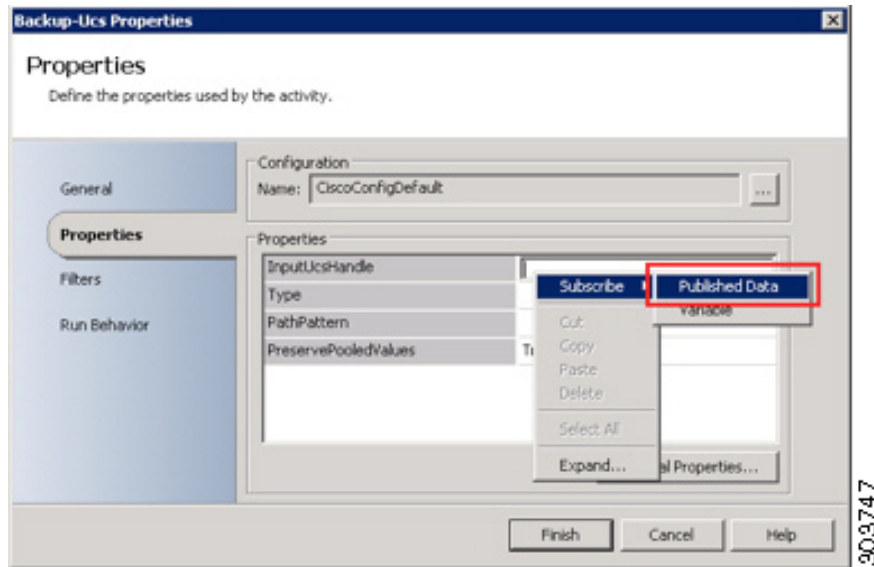 Backup-Ucs Properties
Properties
Define the properties used by the activity.
General
Properties
Filters
Run Behavior
Configuration
Name: CiscoConfigDefault ...
Properties
InputUcsHandle
Type
PathPattern
PreservePooledValues
Subscribe
Published Data
Variable
Cut
Copy
Paste
Delete
Select All
Expand...
al Properties...
Finish Cancel Help
303747